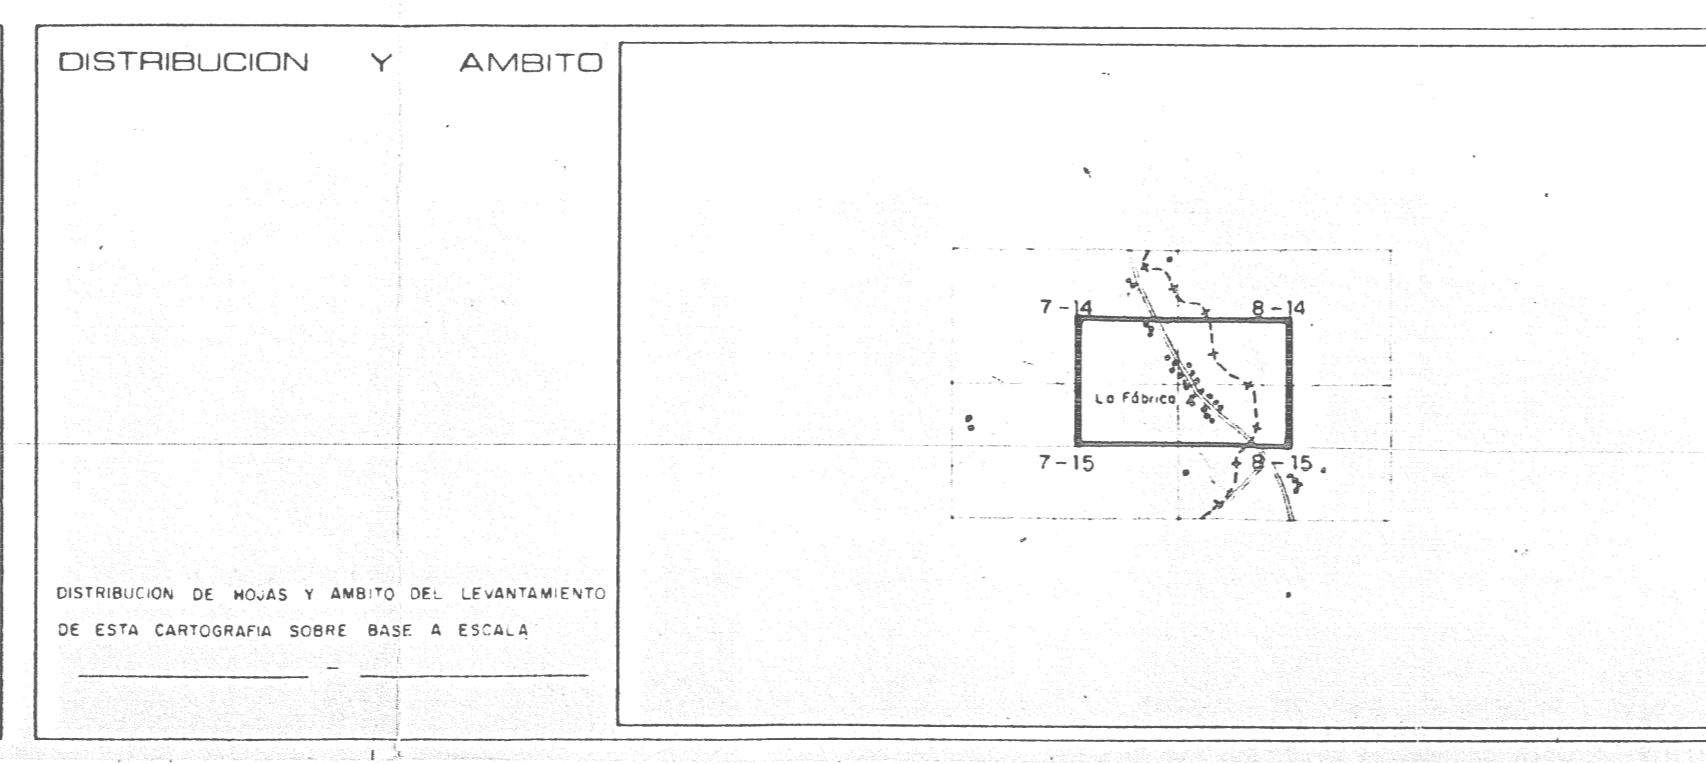 DISTRIBUCION Y AMBITO
DISTRIBUCION DE HOJAS Y AMBITO DEL LEVANTAMIENTO
DE ESTA CARTOGRAFIA SOBRE BASE A ESCALA
7-14
8-14
La Fábrica
7-15
8-15